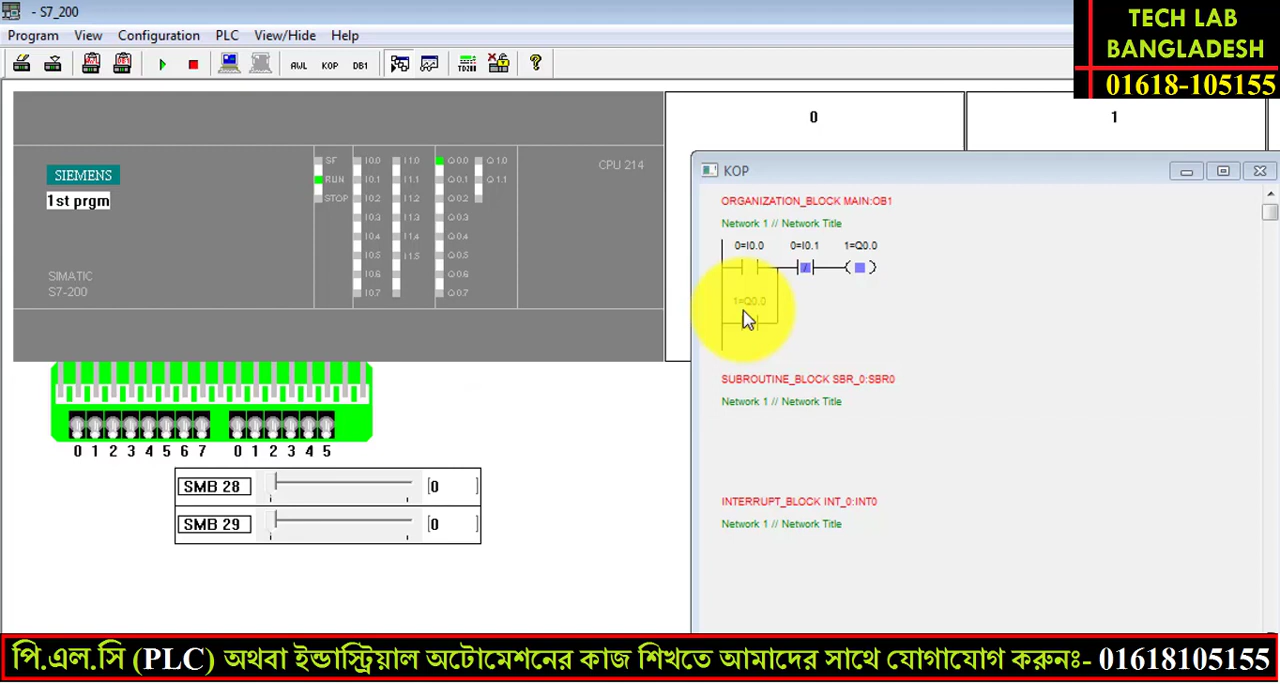 - S7_200
TECH LAB
BANGLADESH
01618-105155
Program View Configuration PLC View/Hide Help
AWL KOP DB1 TD200 ?
0 1
SIEMENS
1st prgm
SF I0.0 I1.0 Q0.0 Q1.0 CPU 214
RUN I0.1 I1.1 Q0.1 Q1.1
STOP I0.2 I1.2 Q0.2
I0.3 I1.3 Q0.3
I0.4 I1.4 Q0.4
I0.5 I1.5 Q0.5
SIMATIC I0.6 Q0.6
S7-200 I0.7 Q0.7
0 1 2 3 4 5 6 7 0 1 2 3 4 5
SMB 28 [0 ]
SMB 29 [0 ]
KOP
ORGANIZATION_BLOCK MAIN:OB1
Network 1 // Network Title
0=I0.0 0=I0.1 1=Q0.0
1=Q0.0
SUBROUTINE_BLOCK SBR_0:SBR0
Network 1 // Network Title
INTERRUPT_BLOCK INT_0:INT0
Network 1 // Network Title
পি.এল.সি (PLC) অথবা ইন্ডাস্ট্রিয়াল অটোমেশনের কাজ শিখতে আমাদের সাথে যোগাযোগ করুনঃ- 01618105155